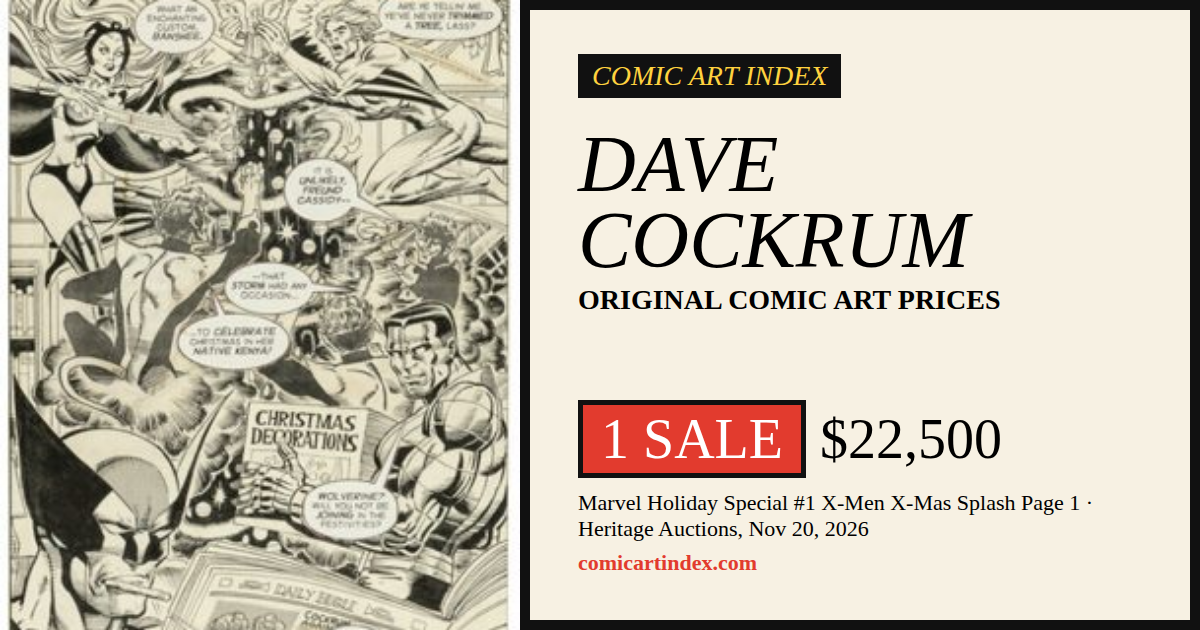 WHAT AN
ENCHANTING
CUSTOM,
BANSHEE.
ARE YE TELLIN' ME
YE'VE NEVER TRIMMED
A TREE, LASS?
IT IS
UNLIKELY,
FREUND
CASSIDY--
--THAT
STORM HAD ANY
OCCASION...
...TO CELEBRATE
CHRISTMAS IN HER
NATIVE KENYA!
CHRISTMAS
DECORATIONS
WOLVERINE?
WILL YOU NOT BE
JOINING IN THE
FESTIVITIES?
DAILY BUGLE
COMIC ART INDEX
DAVE
COCKRUM
ORIGINAL COMIC ART PRICES
1 SALE $22,500
Marvel Holiday Special #1 X-Men X-Mas Splash Page 1 ·
Heritage Auctions, Nov 20, 2026
comicartindex.com